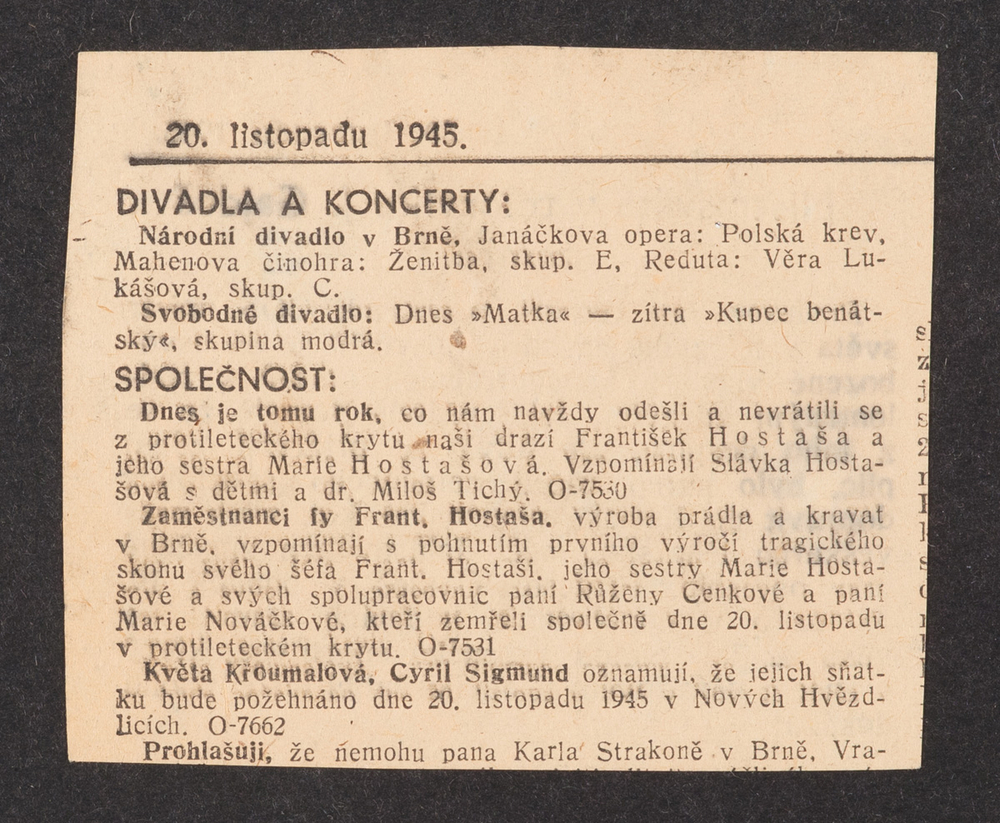 20. listopadu 1945.
DIVADLA A KONCERTY:
Národní divadlo v Brně, Janáčkova opera: Polská krev,
Mahenova činohra: Ženitba, skup. E, Reduta: Věra Lu-
kášová, skup. C.
Svobodné divadlo: Dnes »Matka« — zítra »Kupec benát-
ský«, skupina modrá.
SPOLEČNOST:
Dnes je tomu rok, co nám navždy odešli a nevrátili se
z protileteckého krytu naši drazí František Hostaša a
jeho sestra Marie Hostašová. Vzpomínají Slávka Hosta-
šová s dětmi a dr. Miloš Tichý. O-7530
Zaměstnanci fy Frant. Hostaša, výroba prádla a kravat
v Brně, vzpomínají s pohnutím prvního výročí tragického
skonu svého šéfa Frant. Hostaši, jeho sestry Marie Hosta-
šové a svých spolupracovnic paní Růženy Cenkové a paní
Marie Nováčkové, kteří zemřeli společně dne 20. listopadu
v protileteckém krytu. O-7531
Květa Křoumalová, Cyril Sigmund oznamují, že jejich sňat-
ku bude požehnáno dne 20. listopadu 1945 v Nových Hvězd-
licích. O-7662
Prohlašuji, že nemohu pana Karla Strakoně v Brně, Vra-